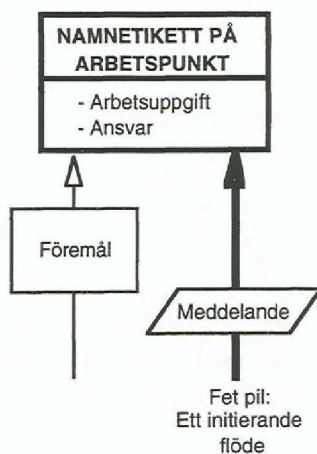 NAMNETIKETT PÅ
ARBETSPUNKT
- Arbetsuppgift
- Ansvar
Föremål
Meddelande
Fet pil:
Ett initierande
flöde